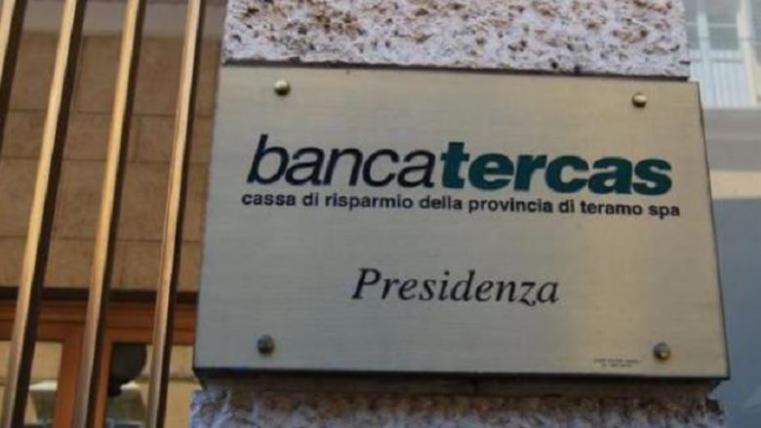 bancatercas
cassa di risparmio della provincia di teramo spa
Presidenza